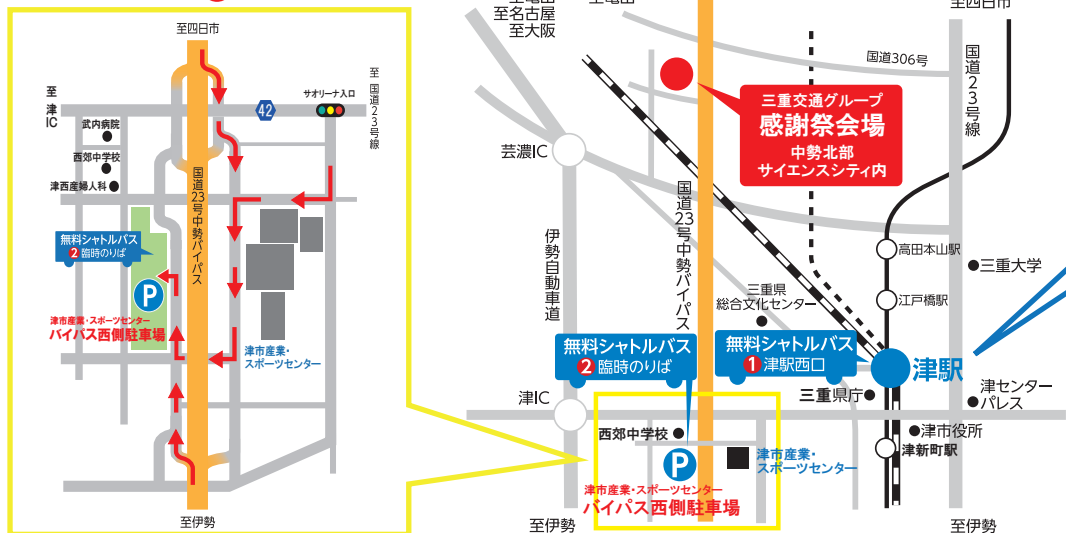 至四日市
至
津
IC
42
サオリーナ入口
至 国道23号線
武内病院
西郊中学校
津西産婦人科
国道23号中勢バイパス
無料シャトルバス
2 臨時のりば
P
津市産業・スポーツセンター
バイパス西側駐車場
津市産業・
スポーツセンター
至伊勢
至名古屋
至大阪
至亀山
至四日市
国道306号
国道23号線
三重交通グループ
感謝祭会場
中勢北部
サイエンスシティ内
芸濃IC
国道23号中勢バイパス
伊勢自動車道
高田本山駅
三重大学
江戸橋駅
三重県
総合文化センター
無料シャトルバス
2 臨時のりば
無料シャトルバス
1 津駅西口
津駅
三重県庁
津センター
パレス
津IC
西郊中学校
津市役所
津新町駅
P
津市産業・
スポーツセンター
津市産業・スポーツセンター
バイパス西側駐車場
至伊勢
至伊勢